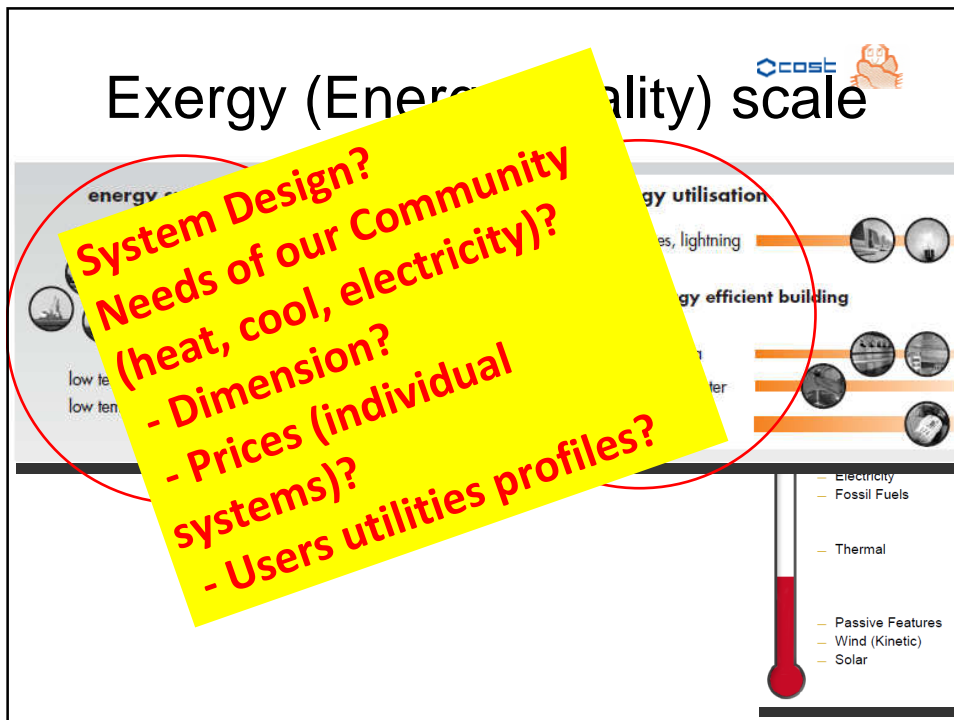 Exergy (Energy Quality) scale
cost
energy
gy utilisation
es, lightning
gy efficient building
low te
low tem
ter
System Design?
Needs of our Community
(heat, cool, electricity)?
- Dimension?
- Prices (individual
systems)?
- Users utilities profiles?
Electricity
Fossil Fuels
Thermal
Passive Features
Wind (Kinetic)
Solar